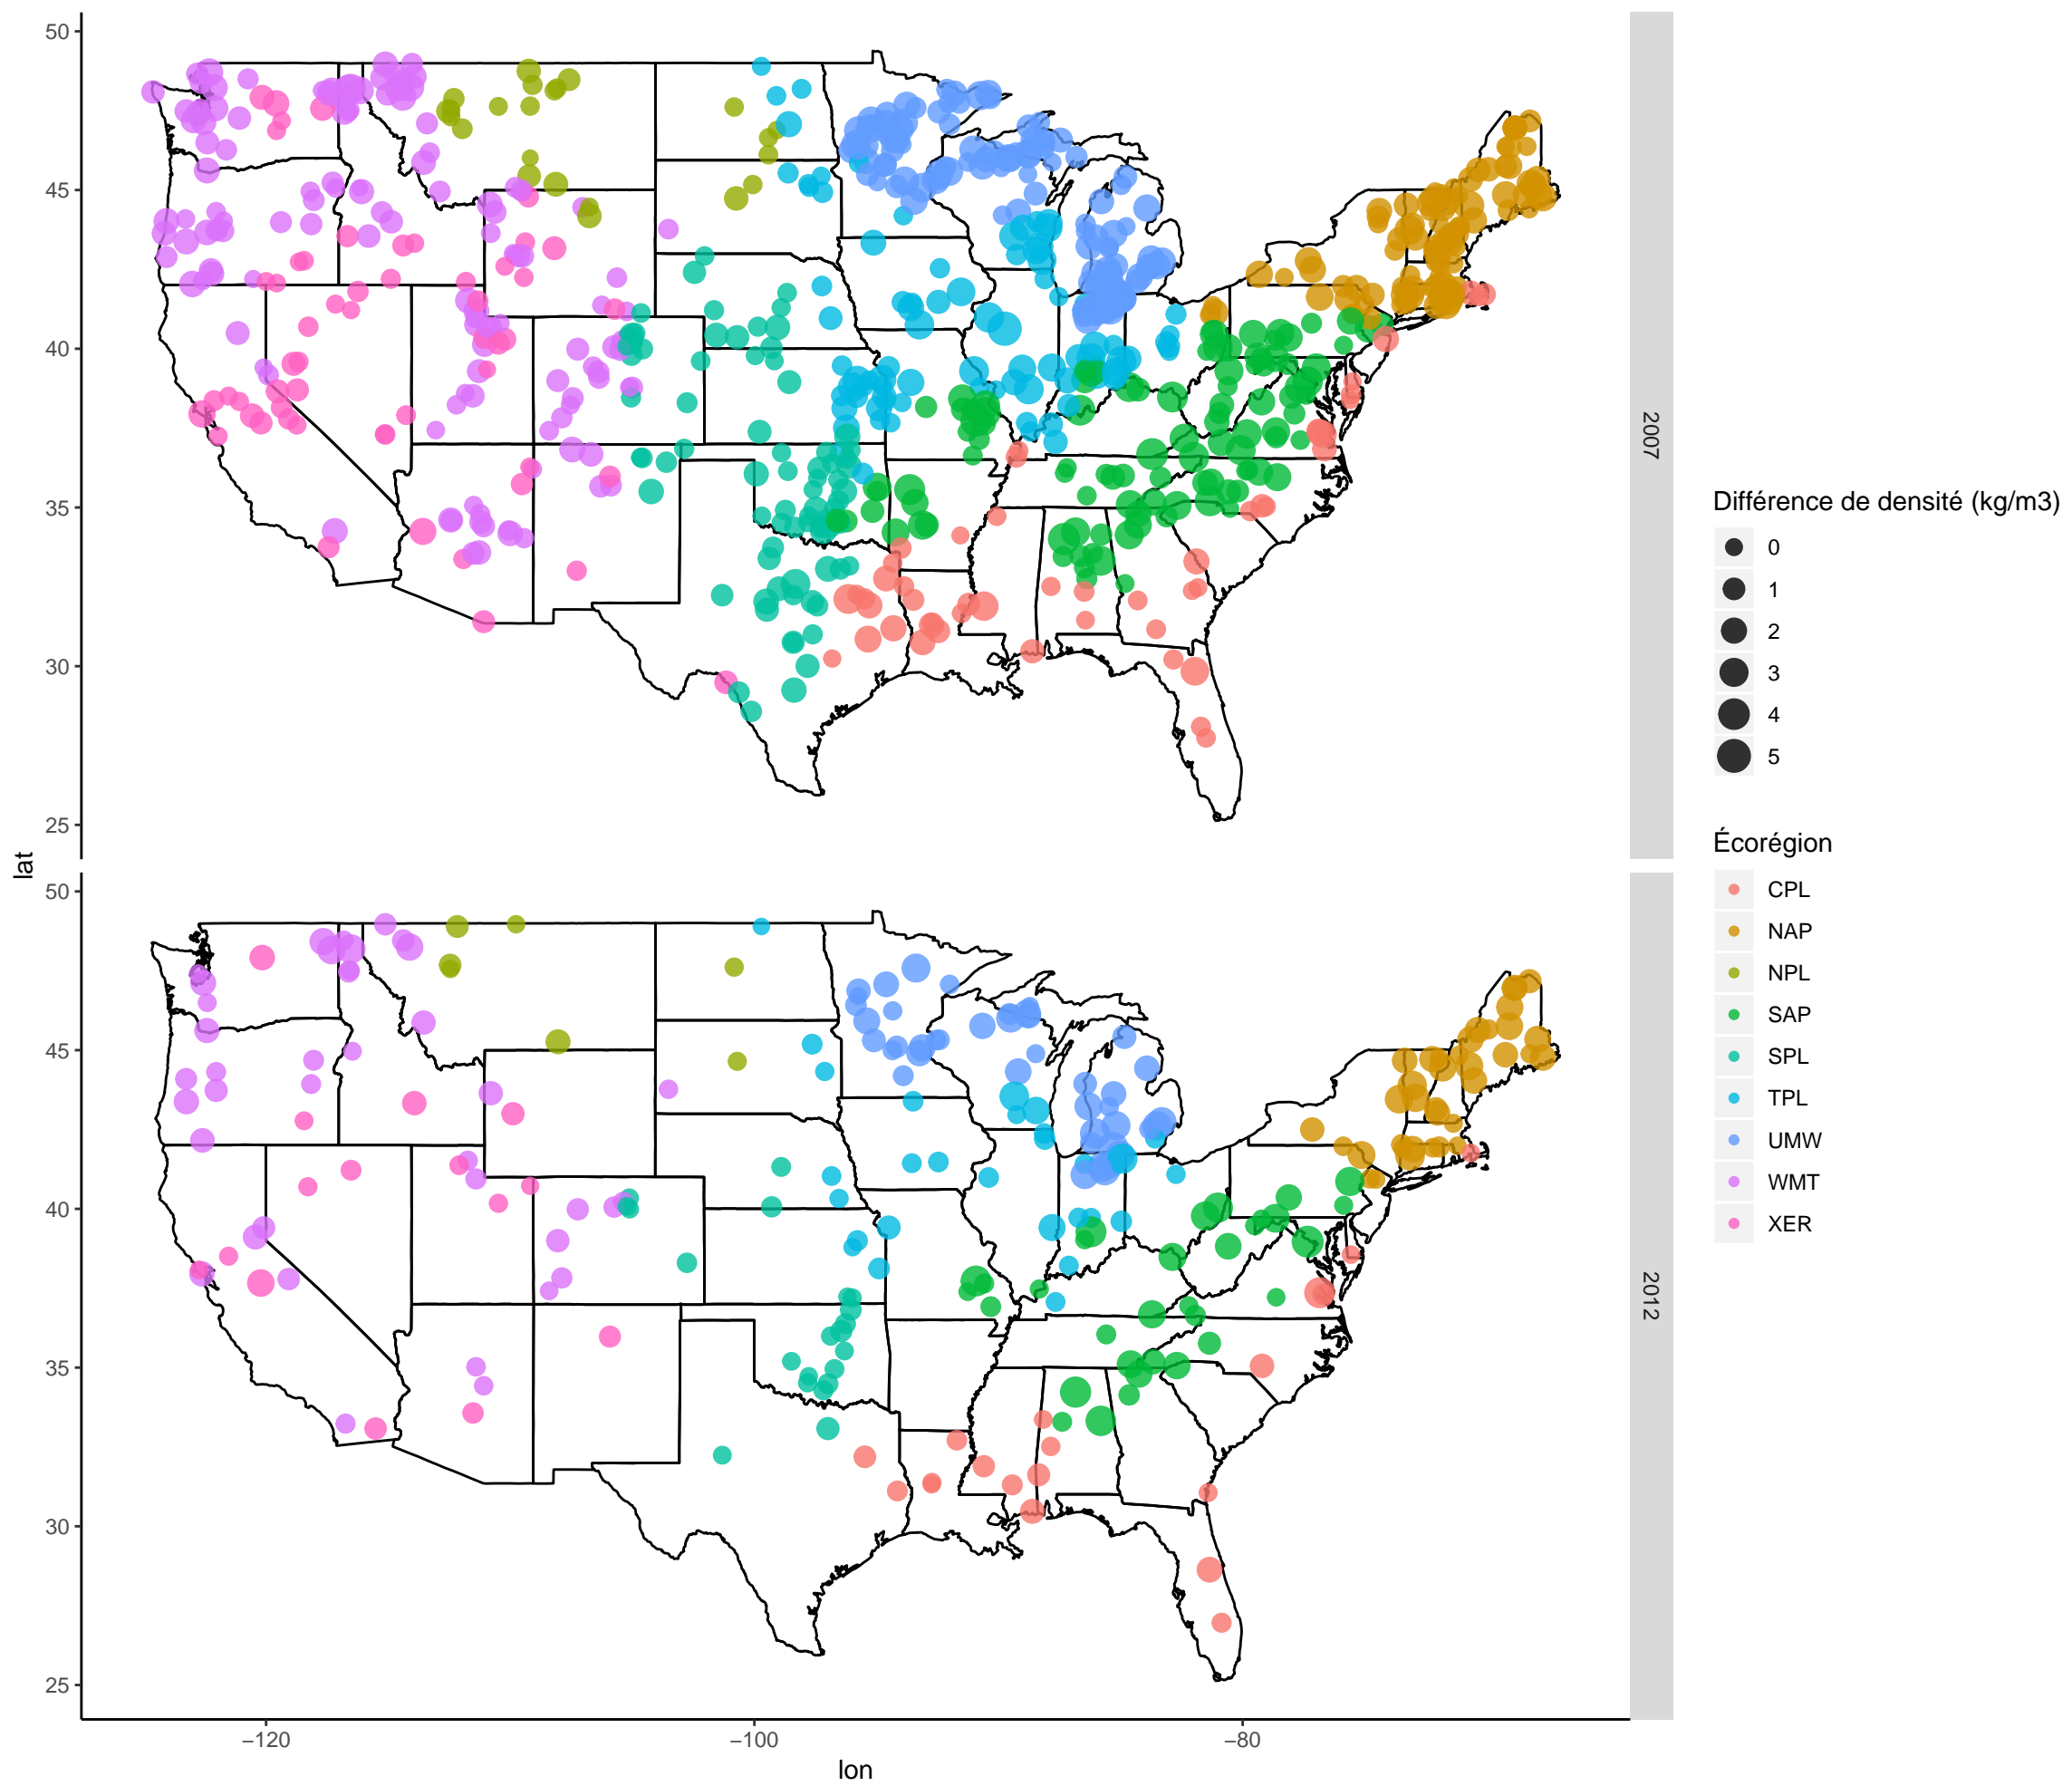 50
45
40
35
30
25
2007
50
45
40
35
30
25
2012
lat
−120
−100
−80
lon
Différence de densité (kg/m3)
0
1
2
3
4
5
Écorégion
CPL
NAP
NPL
SAP
SPL
TPL
UMW
WMT
XER